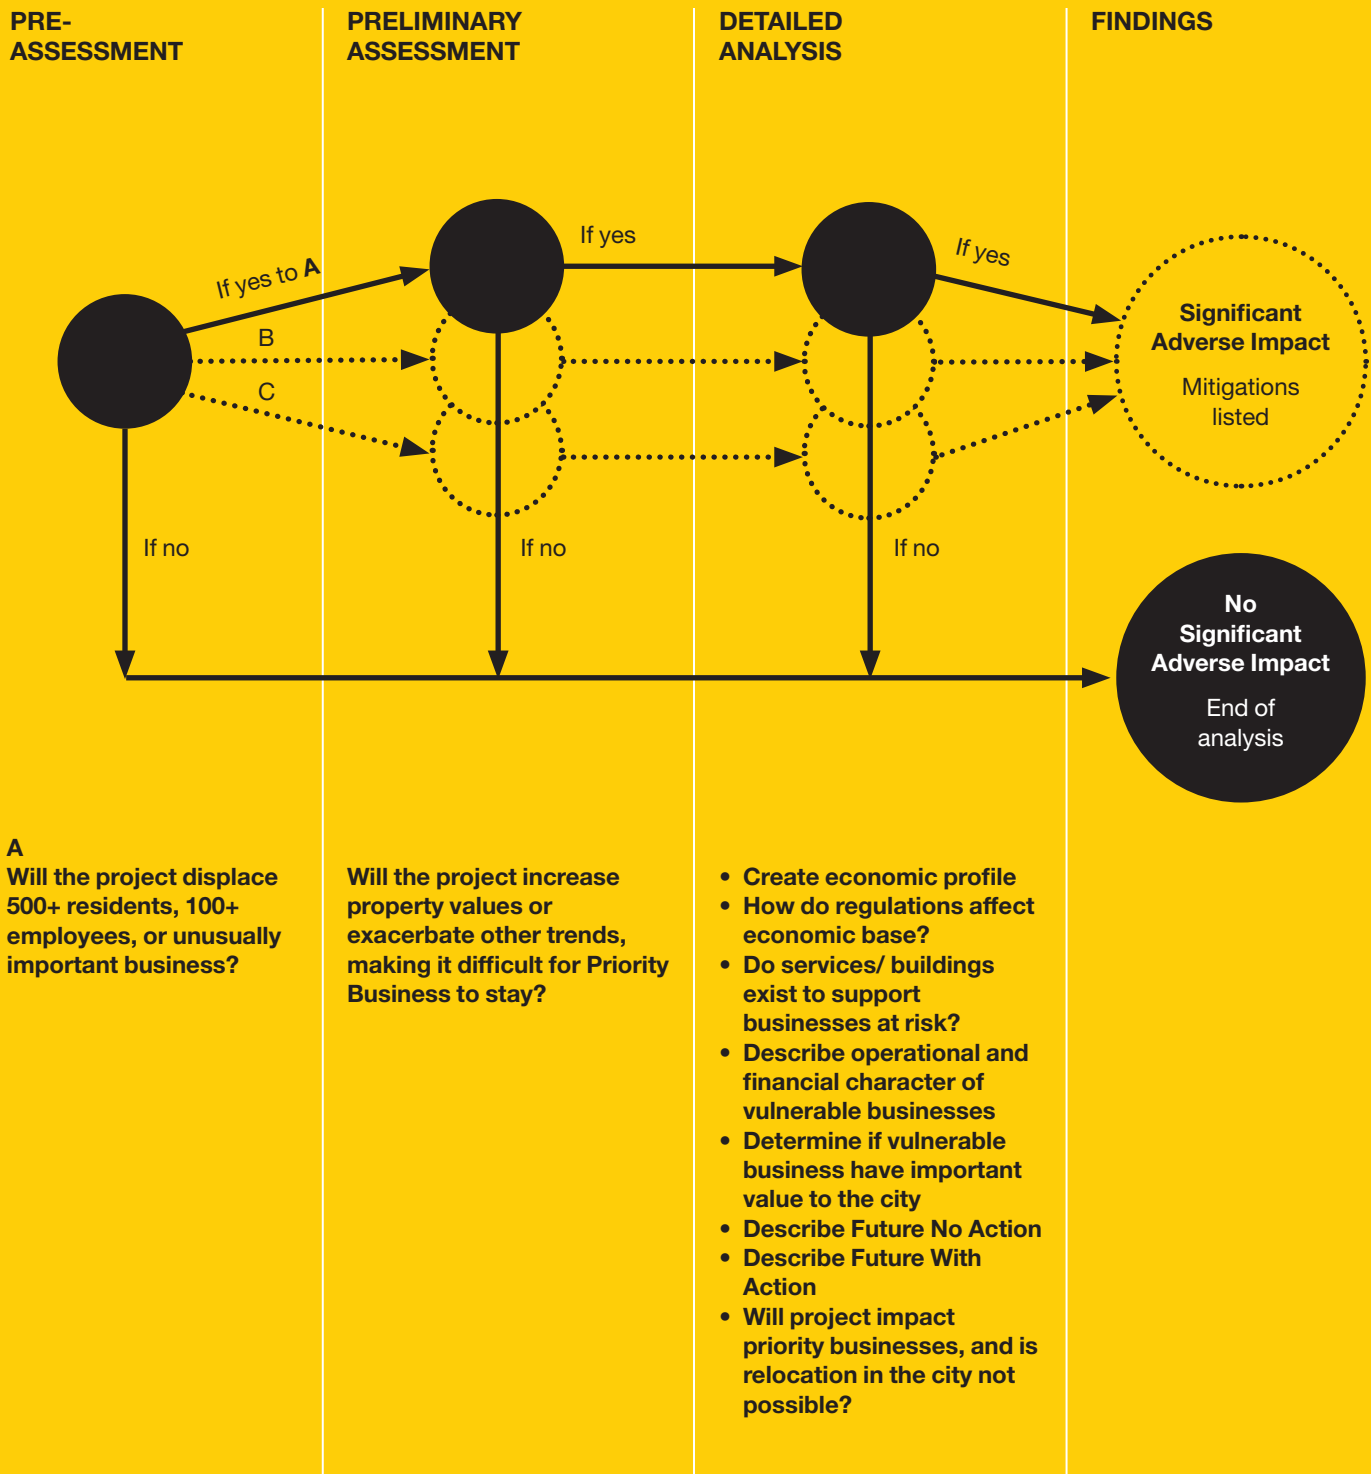 PRE-
ASSESSMENT
PRELIMINARY
ASSESSMENT
DETAILED
ANALYSIS
FINDINGS
If yes to A
B
C
If no
If yes
If no
If yes
If no
Significant
Adverse Impact
Mitigations
listed
No
Significant
Adverse Impact
End of
analysis
A
Will the project displace
500+ residents, 100+
employees, or unusually
important business?
Will the project increase
property values or
exacerbate other trends,
making it difficult for Priority
Business to stay?
• Create economic profile
• How do regulations affect
economic base?
• Do services/ buildings
exist to support
businesses at risk?
• Describe operational and
financial character of
vulnerable businesses
• Determine if vulnerable
business have important
value to the city
• Describe Future No Action
• Describe Future With
Action
• Will project impact
priority businesses, and is
relocation in the city not
possible?